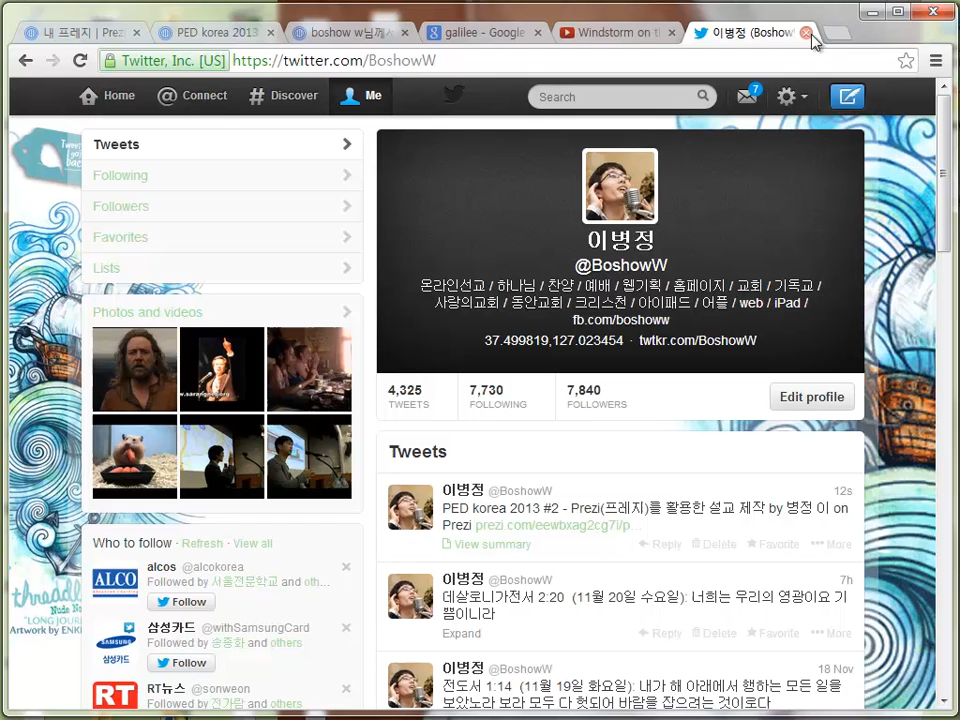 내 프레지 | Prez
PED korea 2013
boshow w님께서
galilee - Google
Windstorm on t
이병정 (Boshow
Twitter, Inc. [US]
https://twitter.com/BoshowW
Home
Connect
Discover
Me
Search
7
Tweets
Following
Followers
Favorites
Lists
Photos and videos
이병정
@BoshowW
온라인선교 / 하나님 / 찬양 / 예배 / 웹기획 / 홈페이지 / 교회 / 기독교 /
사랑의교회 / 동안교회 / 크리스천 / 아이패드 / 어플 / web / iPad /
fb.com/boshoww
37.499819,127.023454 · twtkr.com/BoshowW
4,325
TWEETS
7,730
FOLLOWING
7,840
FOLLOWERS
Edit profile
Who to follow · Refresh · View all
alcos @alcokorea
Followed by 서울전문학교 and oth...
Follow
ALCO
삼성카드 @withSamsungCard
Followed by 송중화 and others
Follow
SAMSUNG
삼성카드
RT뉴스 @sonweon
Followed by 전가람 and others
RT
Tweets
이병정 @BoshowW 12s
PED korea 2013 #2 - Prezi(프레지)를 활용한 설교 제작 by 병정 이 on
Prezi prezi.com/eewbxag2cg7i/p...
View summary
Reply Delete Favorite More
이병정 @BoshowW 7h
데살로니가전서 2:20 (11월 20일 수요일): 너희는 우리의 영광이요 기
쁨이니라
Expand
Reply Delete Favorite More
이병정 @BoshowW 18 Nov
전도서 1:14 (11월 19일 화요일): 내가 해 아래에서 행하는 모든 일을
보았노라 보라 모두 다 헛되어 바람을 잡으려는 것이로다